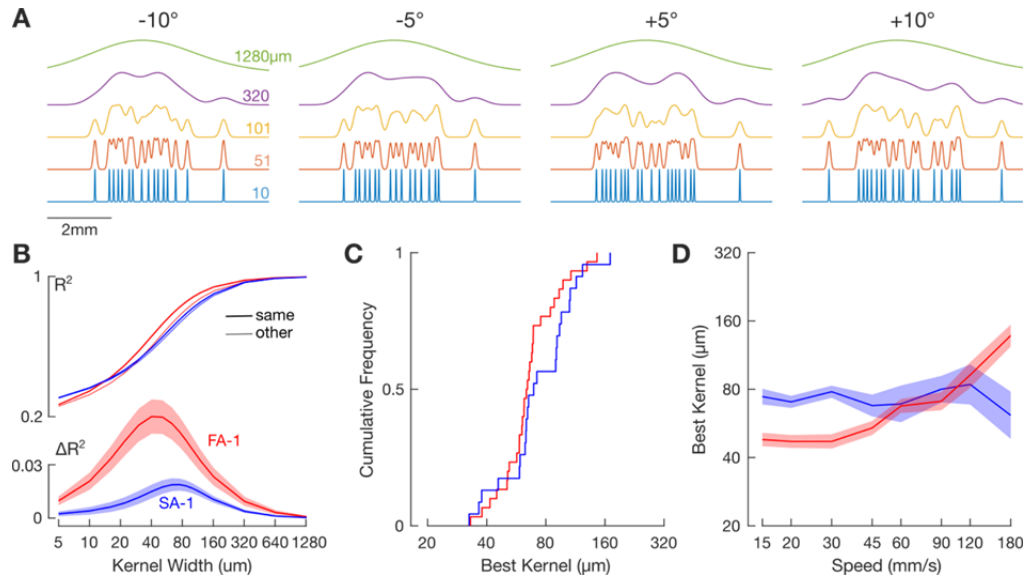 A
-10°
-5°
+5°
+10°
1280µm
320
101
51
10
2mm
B
1
R²
same
other
0.2
ΔR²
FA-1
0.03
SA-1
0
5 10 20 40 80 160 320 640 1280
Kernel Width (um)
C
1
Cumulative Frequency
0.5
0
20 40 80 160 320
Best Kernel (µm)
D
320
160
Best Kernel (µm)
80
40
20
15 20 30 45 60 90 120 180
Speed (mm/s)